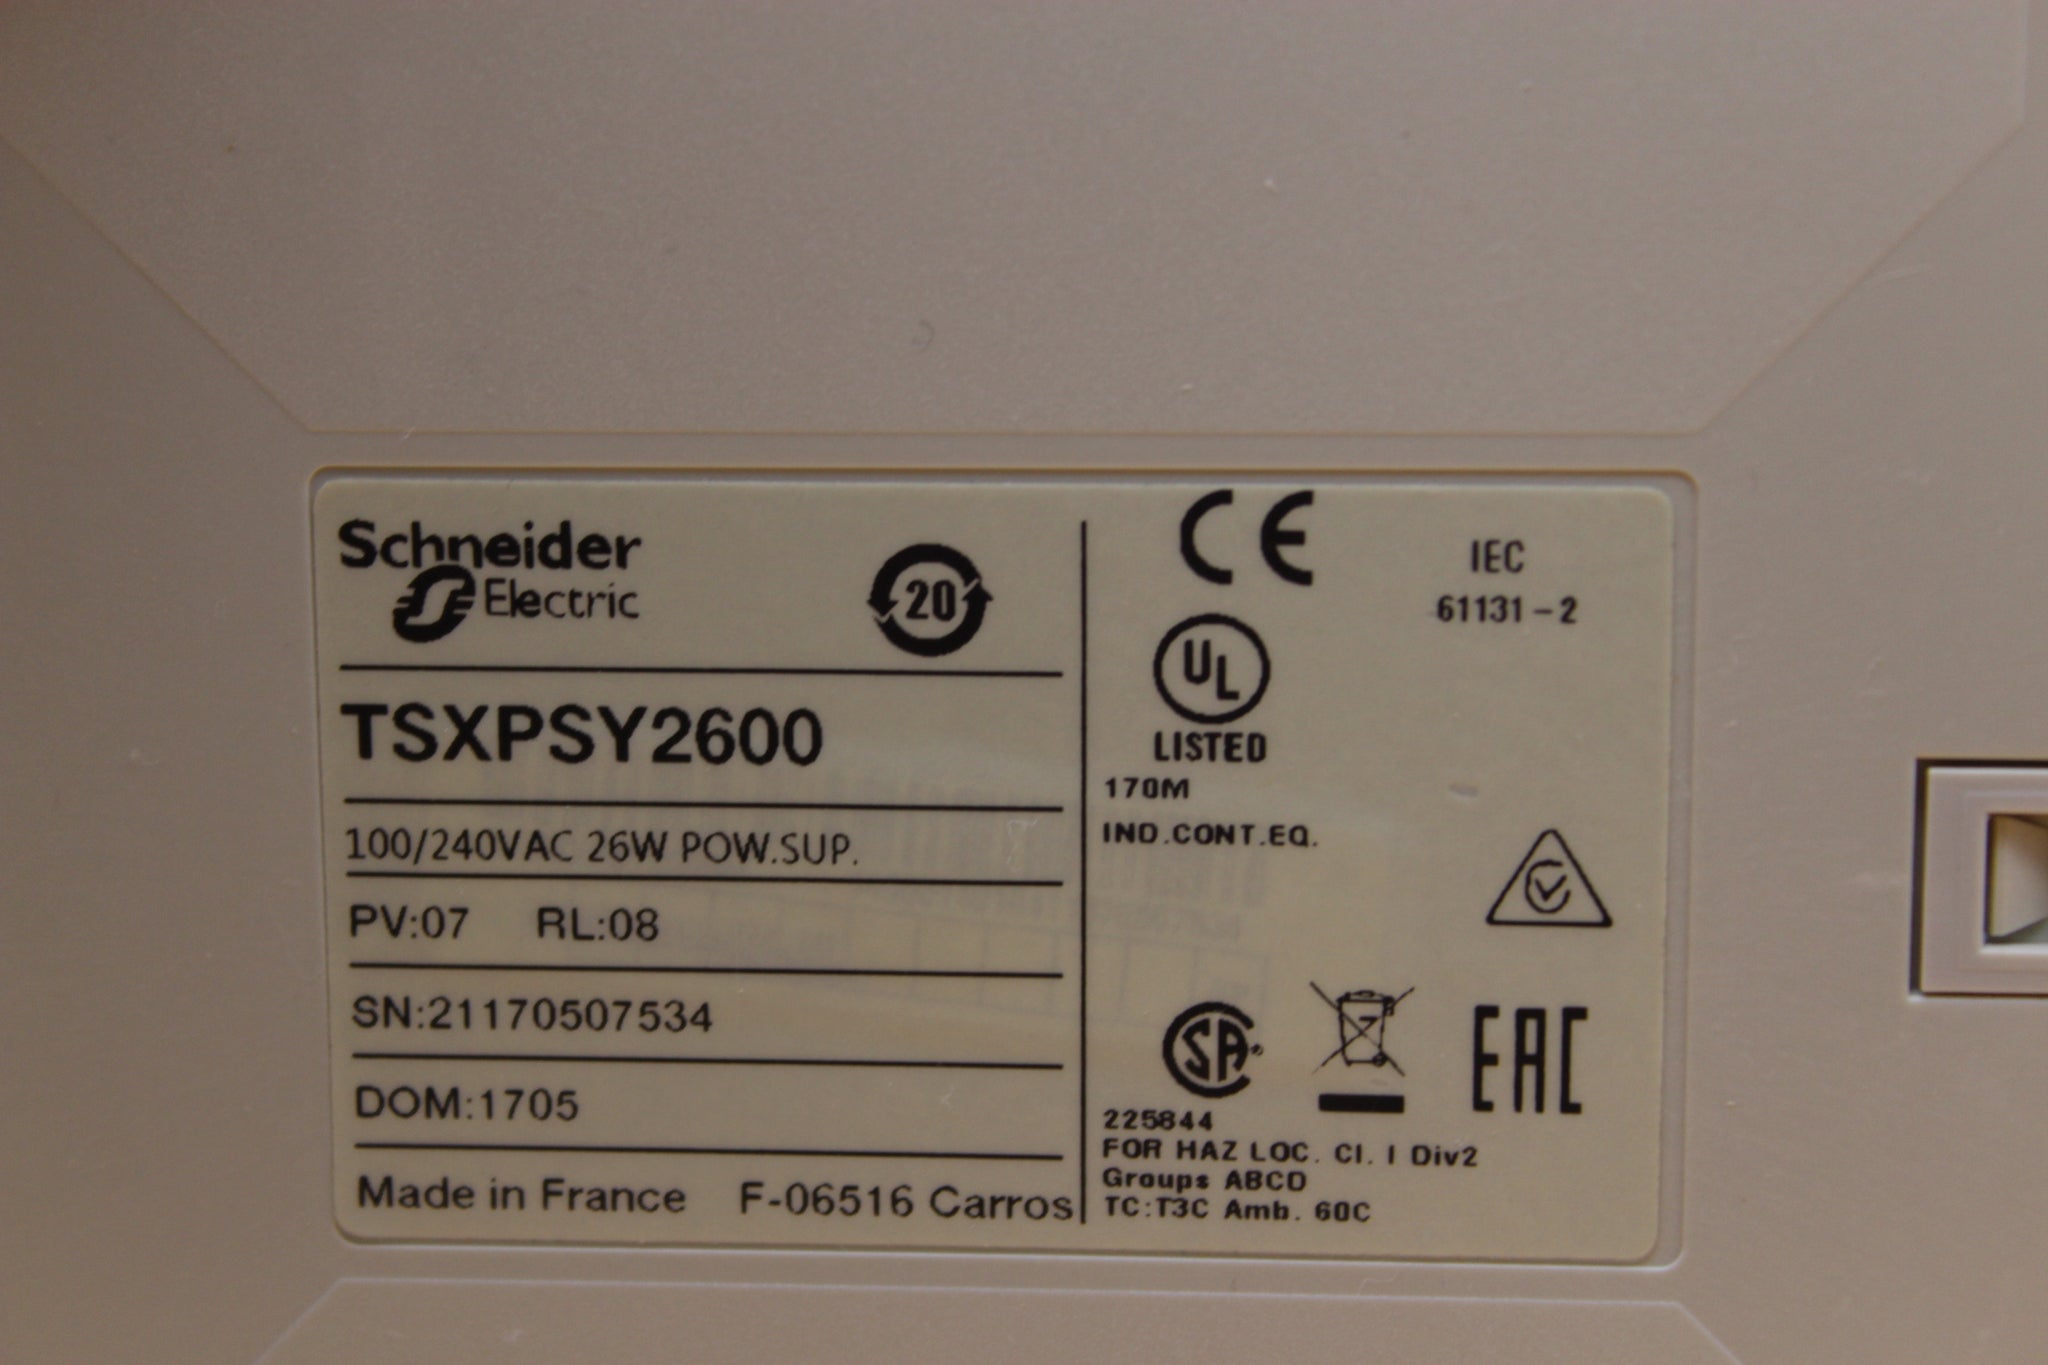 Schneider
Electric
20
TSXPSY2600
100/240VAC 26W POW.SUP.
PV:07 RL:08
SN:21170507534
DOM:1705
Made in France F-06516 Carros
CE
IEC
61131-2
UL
LISTED
170M
IND.CONT.EQ.
SA
EAC
225844
FOR HAZ LOC. Cl. I Div2
Groups ABCD
TC:T3C Amb. 60C